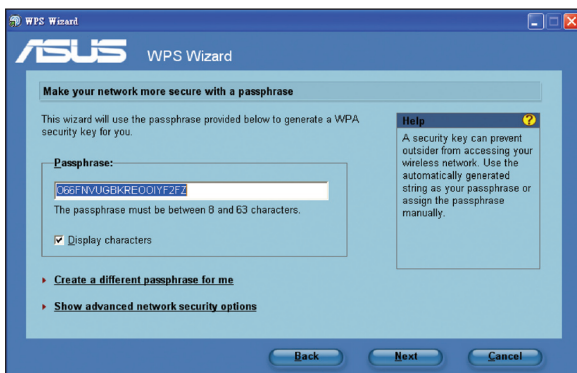 WPS Wizard
ASUS WPS Wizard
Make your network more secure with a passphrase
This wizard will use the passphrase provided below to generate a WPA
security key for you.
Passphrase:
O66FNVUGBKREOOIYF2FZ
The passphrase must be between 8 and 63 characters.
Display characters
Create a different passphrase for me
Show advanced network security options
Help
A security key can prevent
outsider from accessing your
wireless network. Use the
automatically generated
string as your passphrase or
assign the passphrase
manually.
Back Next Cancel